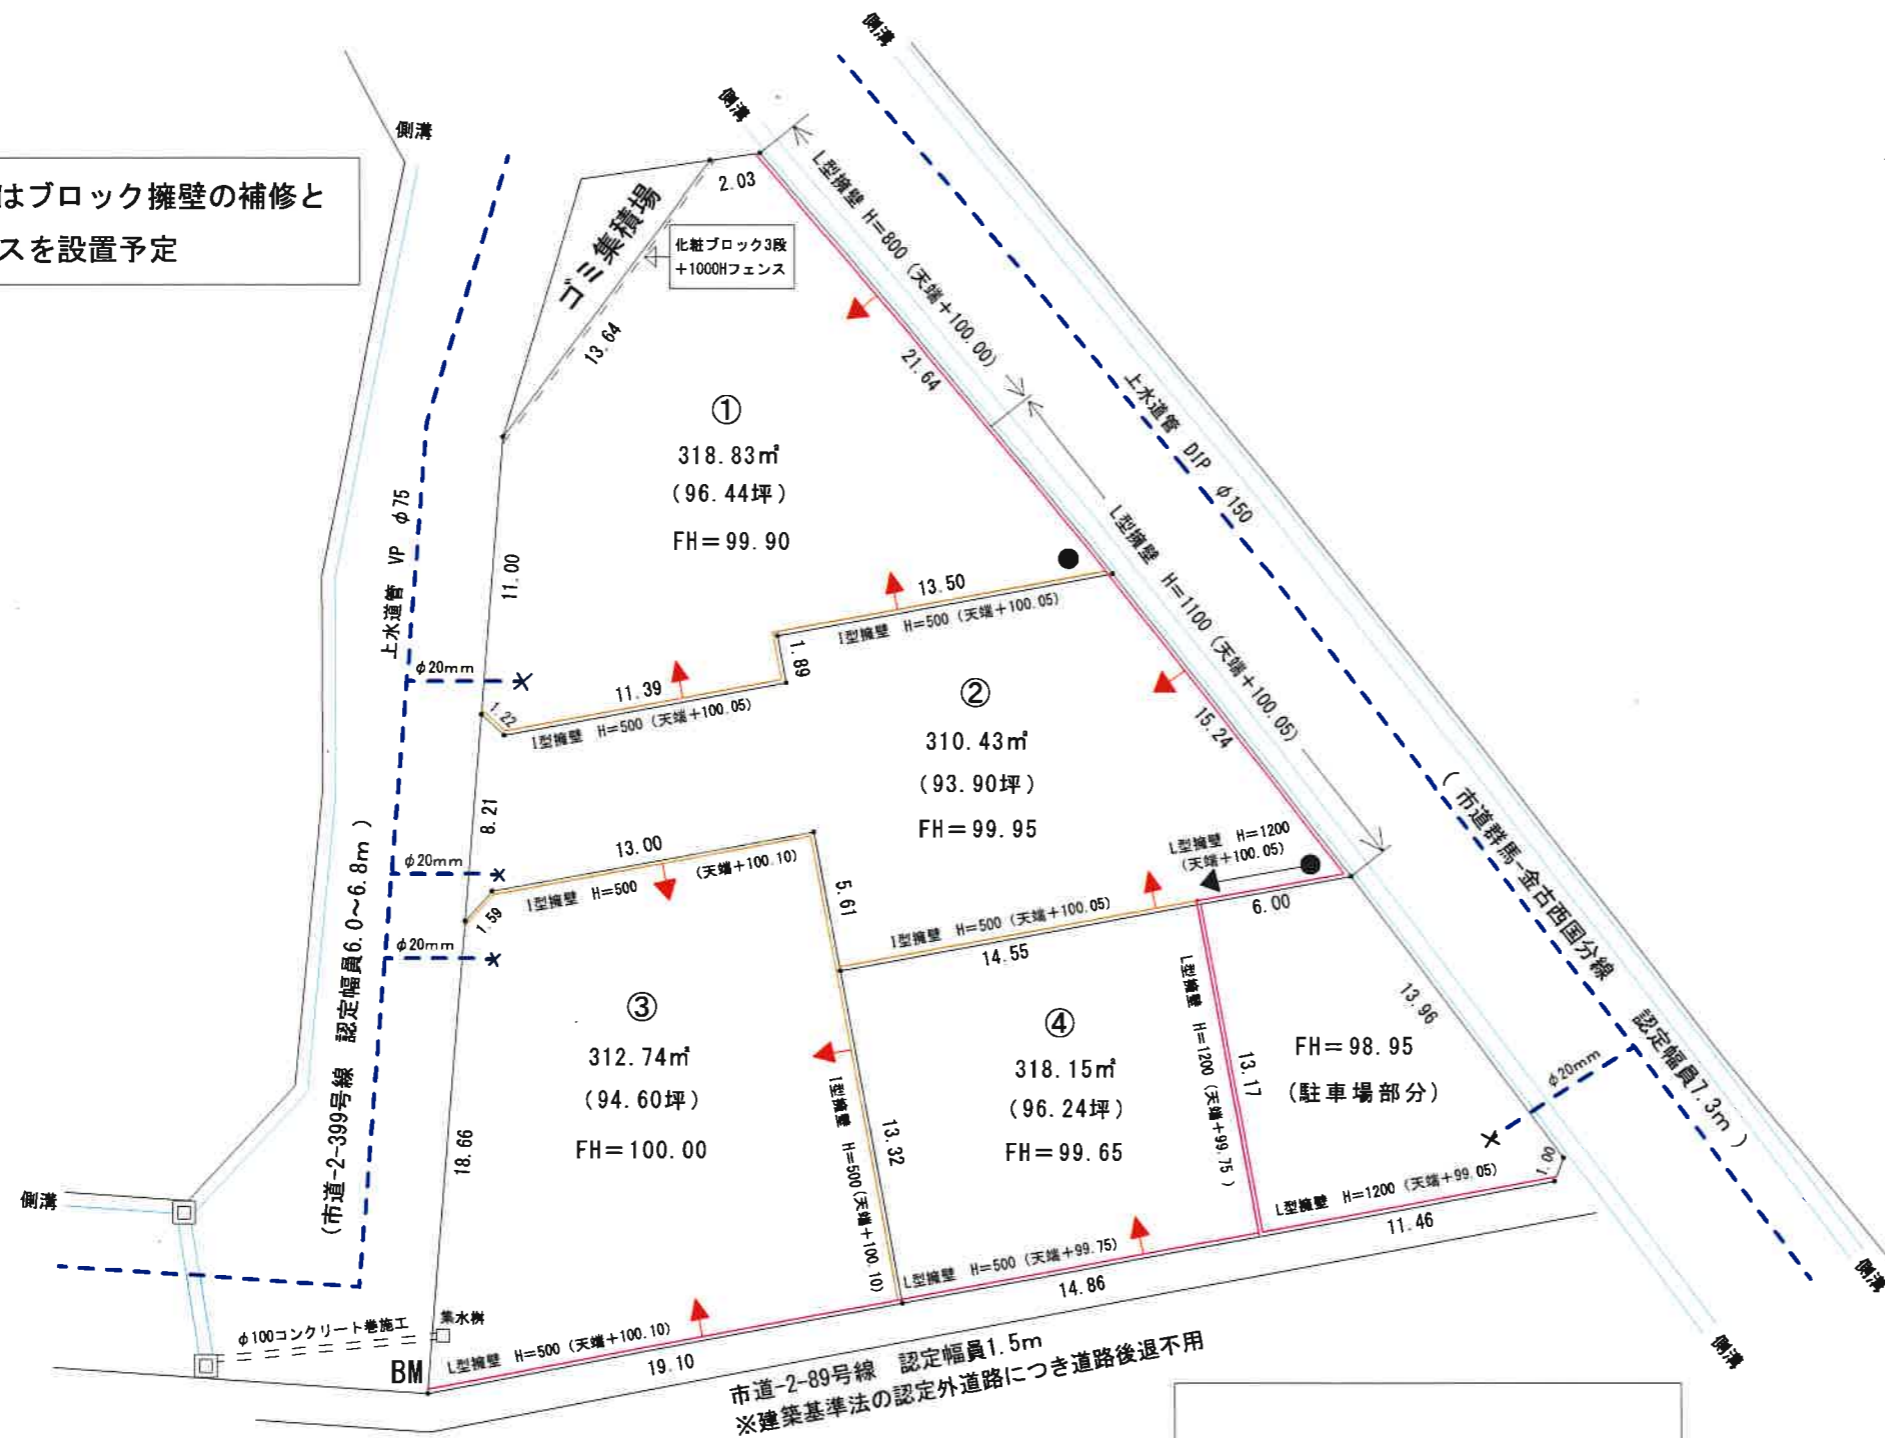 はブロック擁壁の補修と
スを設置予定
側溝
側溝
側溝
ゴミ集積場
化粧ブロック3段
+1000Hフェンス
2.03
13.64
L型擁壁 H=800 (天端+100.00)
21.64
①
318.83㎡
(96.44坪)
FH=99.90
上水道管 DIP φ150
上水道管 VP φ75
11.00
φ20mm
13.50
I型擁壁 H=500 (天端+100.05)
1.89
11.39
1.22
I型擁壁 H=500 (天端+100.05)
L型擁壁 H=1100 (天端+100.05)
15.24
②
310.43㎡
(93.90坪)
FH=99.95
8.21
φ20mm
13.00
I型擁壁 H=500 (天端+100.10)
1.59
φ20mm
5.61
L型擁壁 H=1200
(天端+100.05)
6.00
I型擁壁 H=500 (天端+100.05)
14.55
(市道群馬-金古西国分線 認定幅員7.3m)
(市道-2-399号線 認定幅員6.0~6.8m)
③
312.74㎡
(94.60坪)
FH=100.00
18.66
I型擁壁 H=500(天端+100.10)
13.32
④
318.15㎡
(96.24坪)
FH=99.65
L型擁壁 H=1200 (天端+99.75)
13.17
FH=98.95
(駐車場部分)
13.96
φ20mm
1.00
L型擁壁 H=1200 (天端+99.05)
11.46
L型擁壁 H=500 (天端+99.75)
14.86
側溝
側溝
側溝
φ100コンクリート巻施工
集水樹
BM
L型擁壁 H=500 (天端+100.10)
19.10
市道-2-89号線 認定幅員1.5m
※建築基準法の認定外道路につき道路後退不用